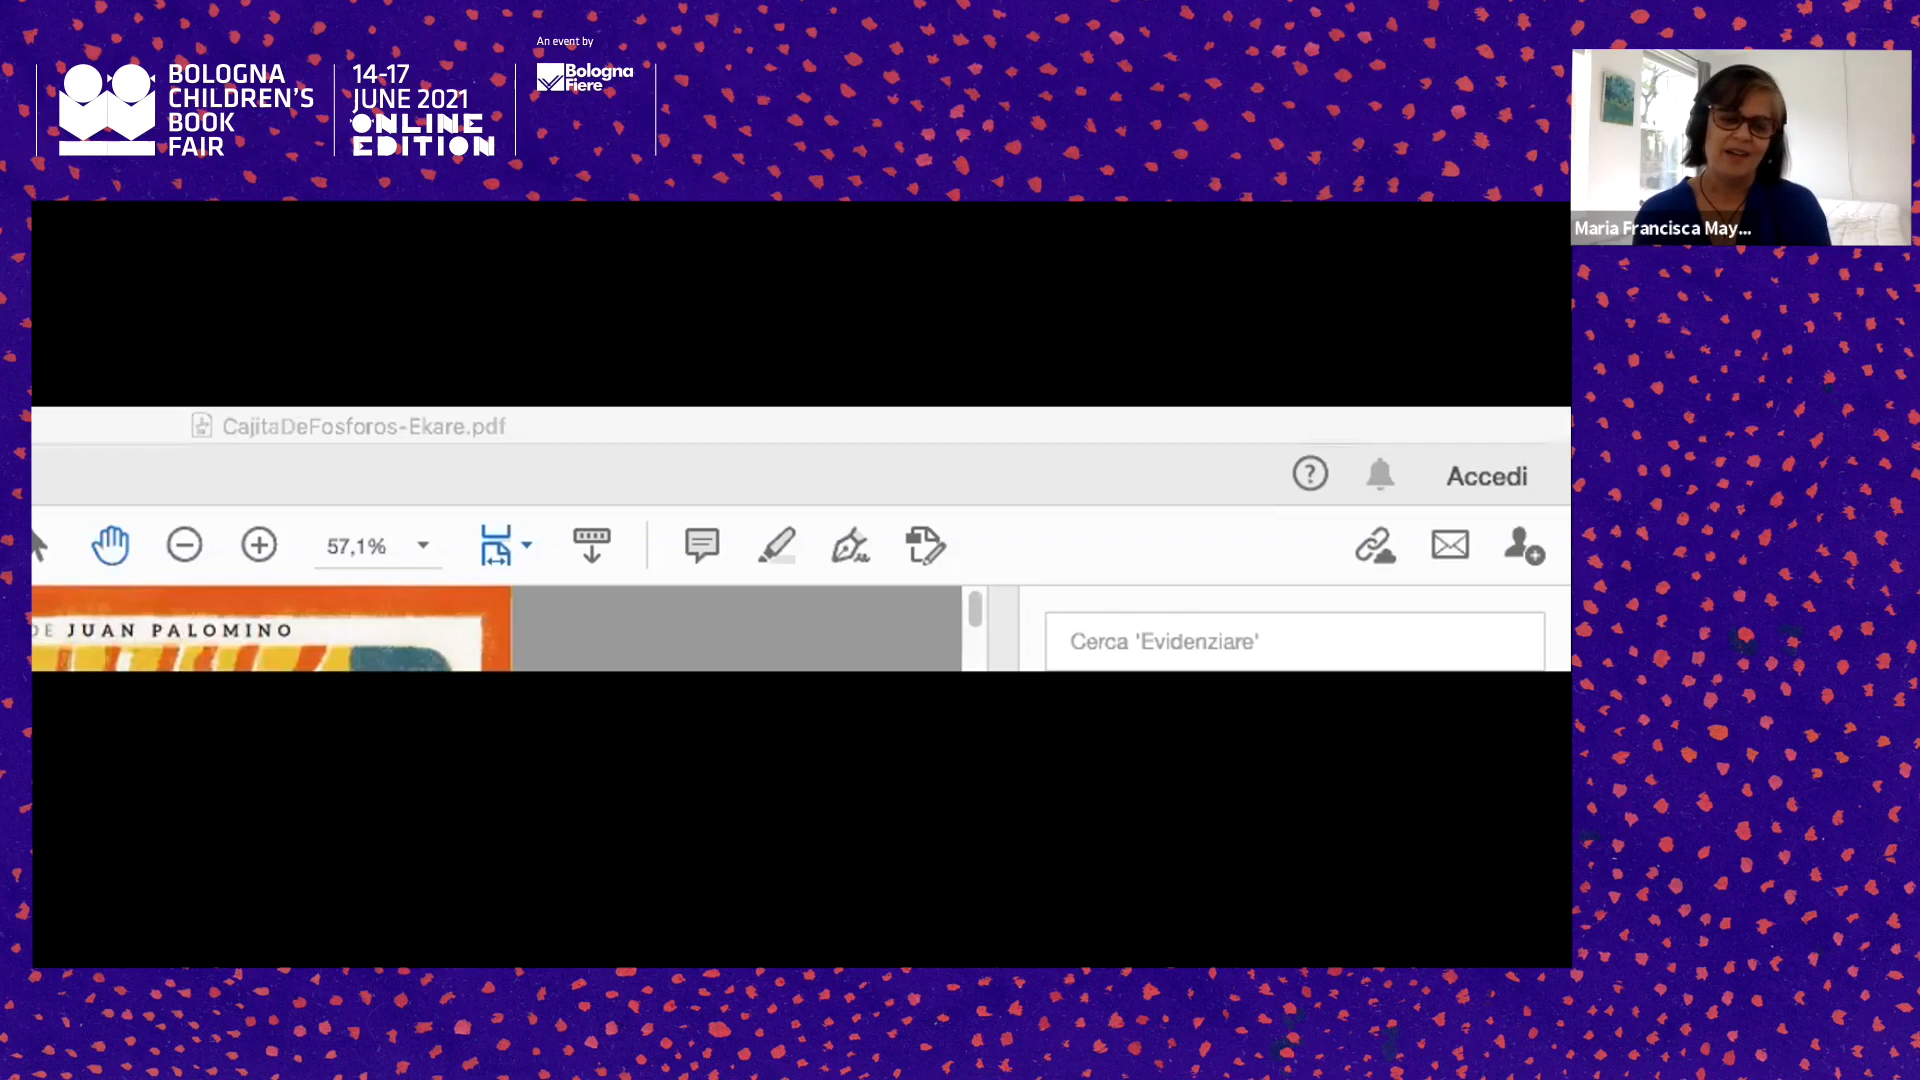 BOLOGNA
CHILDREN'S
BOOK
FAIR
14-17
JUNE 2021
ONLINE
EDITION
An event by
Bologna
Fiere
Maria Francisca May...
CajitaDeFosforos-Ekare.pdf
Accedi
57,1%
DE JUAN PALOMINO
Cerca 'Evidenziare'